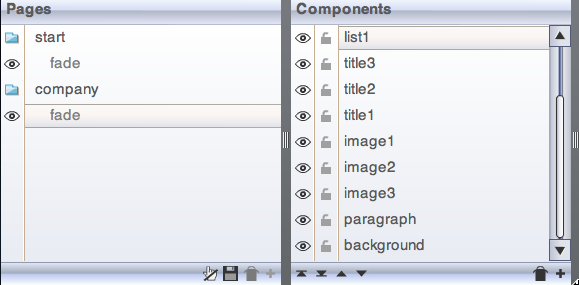 Pages
start
fade
company
fade
Components
list1
title3
title2
title1
image1
image2
image3
paragraph
background